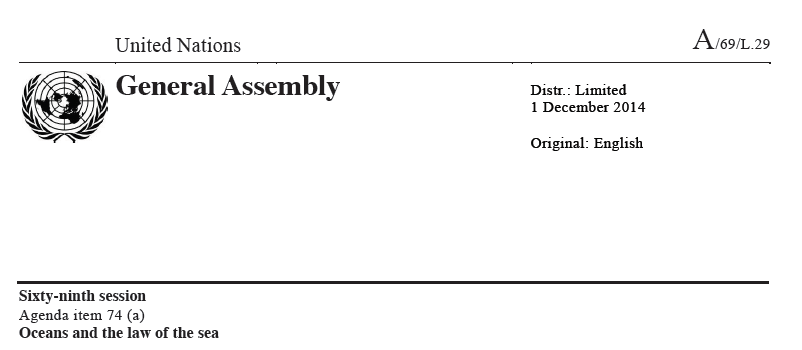 United Nations
A/69/L.29
General Assembly
Distr.: Limited
1 December 2014
Original: English
Sixty-ninth session
Agenda item 74 (a)
Oceans and the law of the sea